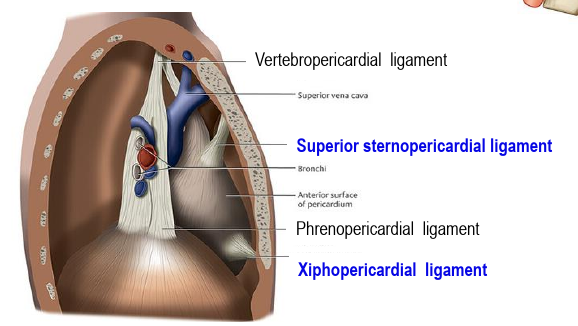 Vertebropericardial ligament
Superior vena cava
Superior sternopericardial ligament
Bronchi
Anterior surface
of pericardium
Phrenopericardial ligament
Xiphopericardial ligament